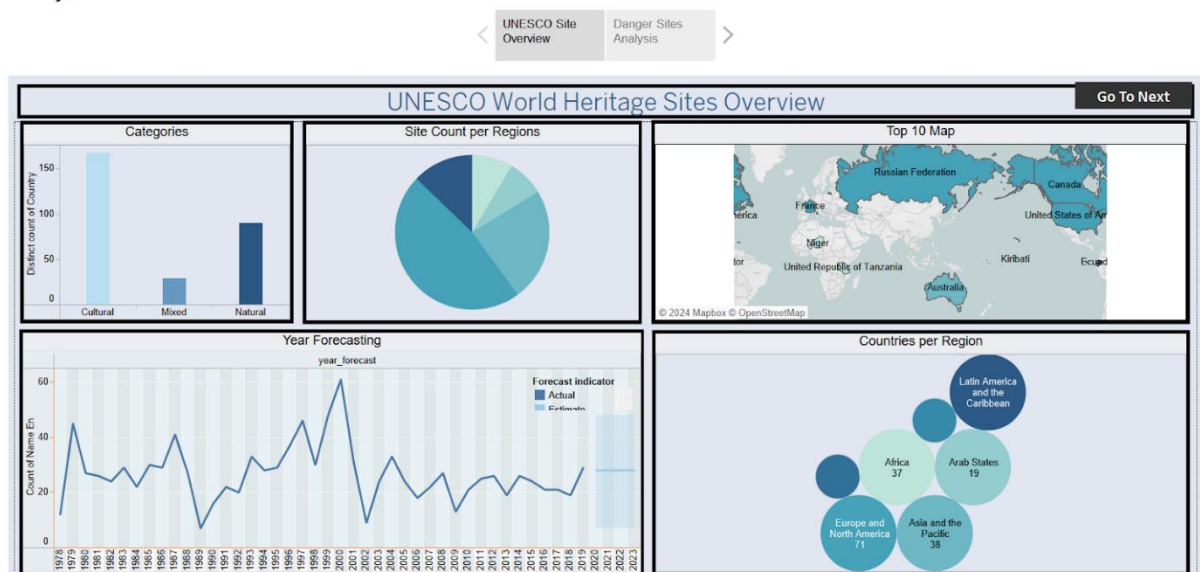 UNESCO Site
Overview
Danger Sites
Analysis
UNESCO World Heritage Sites Overview
Go To Next
Categories
Distinct count of Country
150
100
50
0
Cultural
Mixed
Natural
Site Count per Regions
Top 10 Map
Russian Federation
Canada
France
erica
United States of Am
Niger
tor
United Republic of Tanzania
Kiribati
Ecuad
Australia
© 2024 Mapbox © OpenStreetMap
Year Forecasting
year_forecast
Count of Name En
60
40
20
0
Forecast indicator
Actual
Estimate
1978
1979
1980
1981
1982
1983
1984
1985
1986
1987
1988
1989
1990
1991
1992
1993
1994
1995
1996
1997
1998
1999
2000
2001
2002
2003
2004
2005
2006
2007
2008
2009
2010
2011
2012
2013
2014
2015
2016
2017
2018
2019
2020
2021
2022
2023
Countries per Region
Latin America
and the
Caribbean
Africa
37
Arab States
19
Europe and
North America
71
Asia and the
Pacific
38